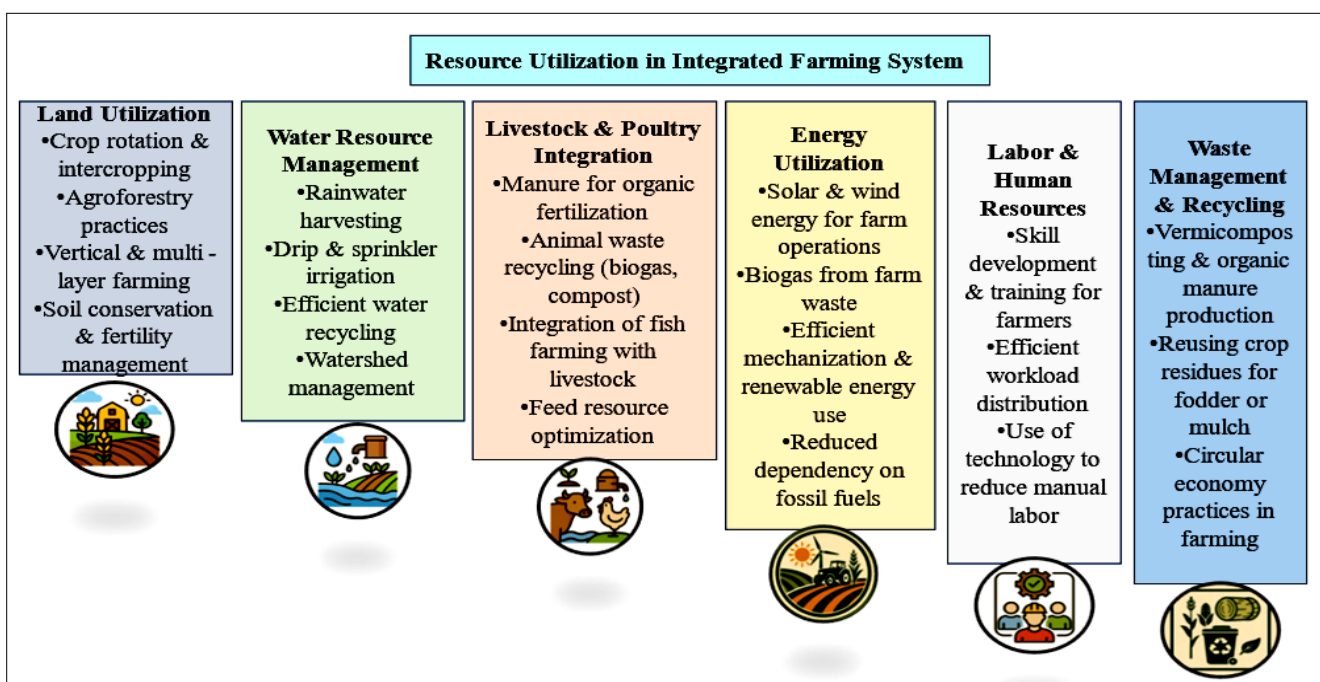 Resource Utilization in Integrated Farming System
Land Utilization
•Crop rotation &
intercropping
•Agroforestry
practices
•Vertical & multi -
layer farming
•Soil conservation
& fertility
management
Water Resource
Management
•Rainwater
harvesting
•Drip & sprinkler
irrigation
•Efficient water
recycling
•Watershed
management
Livestock & Poultry
Integration
•Manure for organic
fertilization
•Animal waste
recycling (biogas,
compost)
•Integration of fish
farming with
livestock
•Feed resource
optimization
Energy
Utilization
•Solar & wind
energy for farm
operations
•Biogas from farm
waste
•Efficient
mechanization &
renewable energy
use
•Reduced
dependency on
fossil fuels
Labor &
Human
Resources
•Skill
development
& training for
farmers
•Efficient
workload
distribution
•Use of
technology to
reduce manual
labor
Waste
Management
& Recycling
•Vermicompos
ting & organic
manure
production
•Reusing crop
residues for
fodder or
mulch
•Circular
economy
practices in
farming